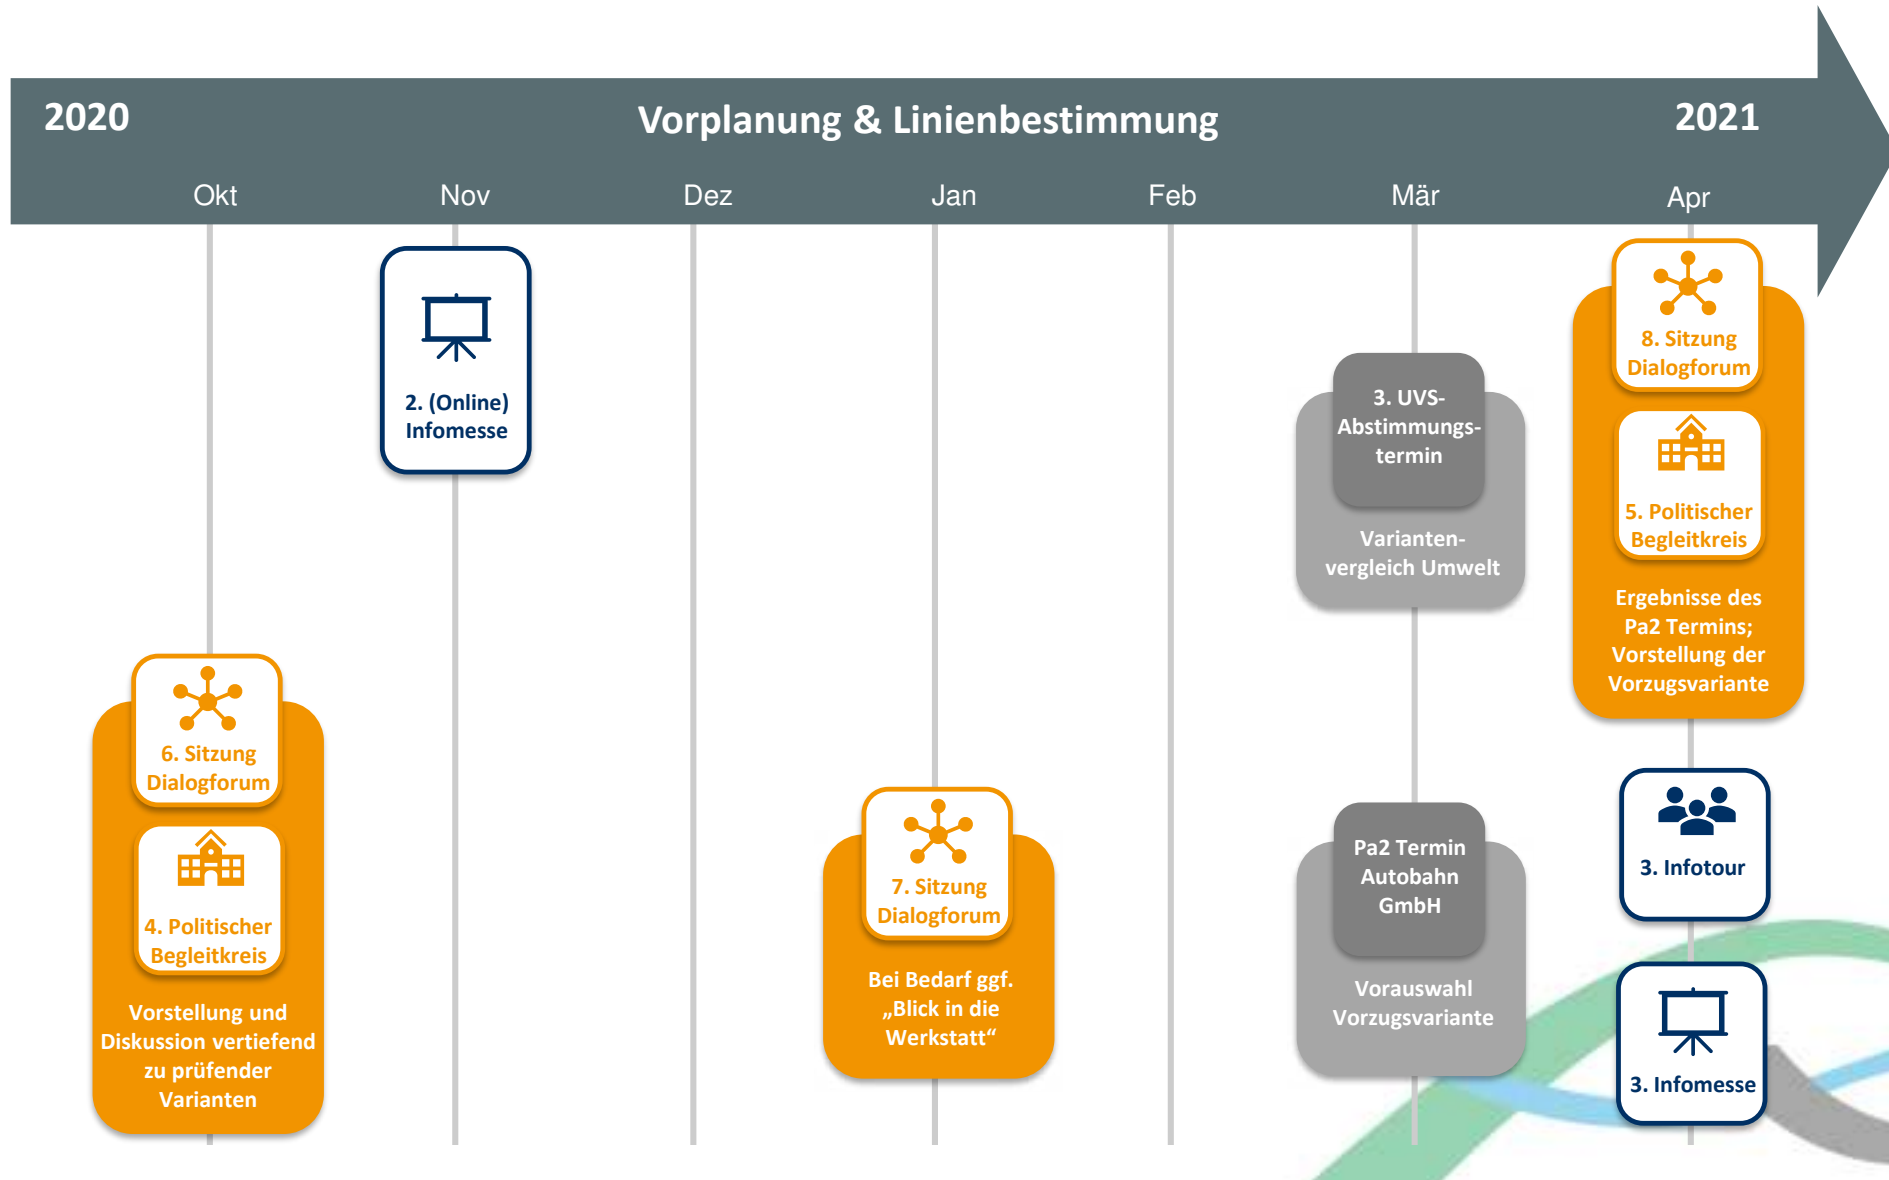 2020
Vorplanung & Linienbestimmung
2021
Okt
Nov
Dez
Jan
Feb
Mär
Apr
6. Sitzung
Dialogforum
4. Politischer
Begleitkreis
Vorstellung und
Diskussion vertiefend
zu prüfender
Varianten
2. (Online)
Infomesse
7. Sitzung
Dialogforum
Bei Bedarf ggf.
„Blick in die
Werkstatt“
3. UVS-
Abstimmungs-
termin
Varianten-
vergleich Umwelt
Pa2 Termin
Autobahn
GmbH
Vorauswahl
Vorzugsvariante
8. Sitzung
Dialogforum
5. Politischer
Begleitkreis
Ergebnisse des
Pa2 Termins;
Vorstellung der
Vorzugsvariante
3. Infotour
3. Infomesse